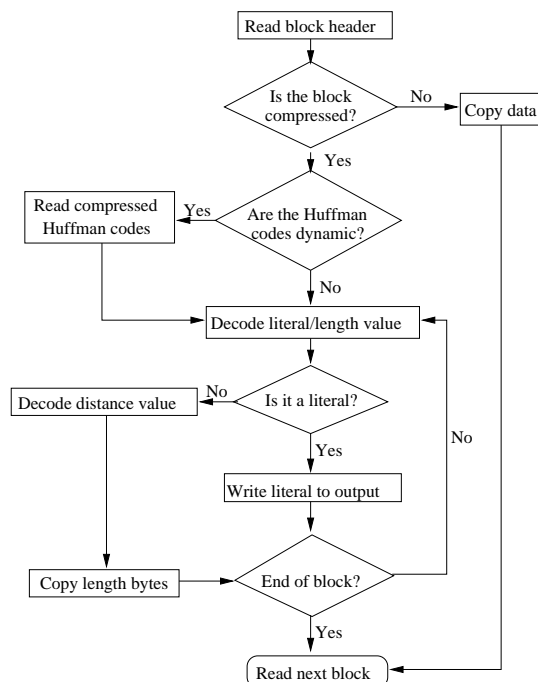 Read block header
Is the block
compressed?
No
Copy data
Yes
Read compressed
Huffman codes
Yes
Are the Huffman
codes dynamic?
No
Decode literal/length value
Decode distance value
No
Is it a literal?
No
Yes
Write literal to output
Copy length bytes
End of block?
Yes
Read next block